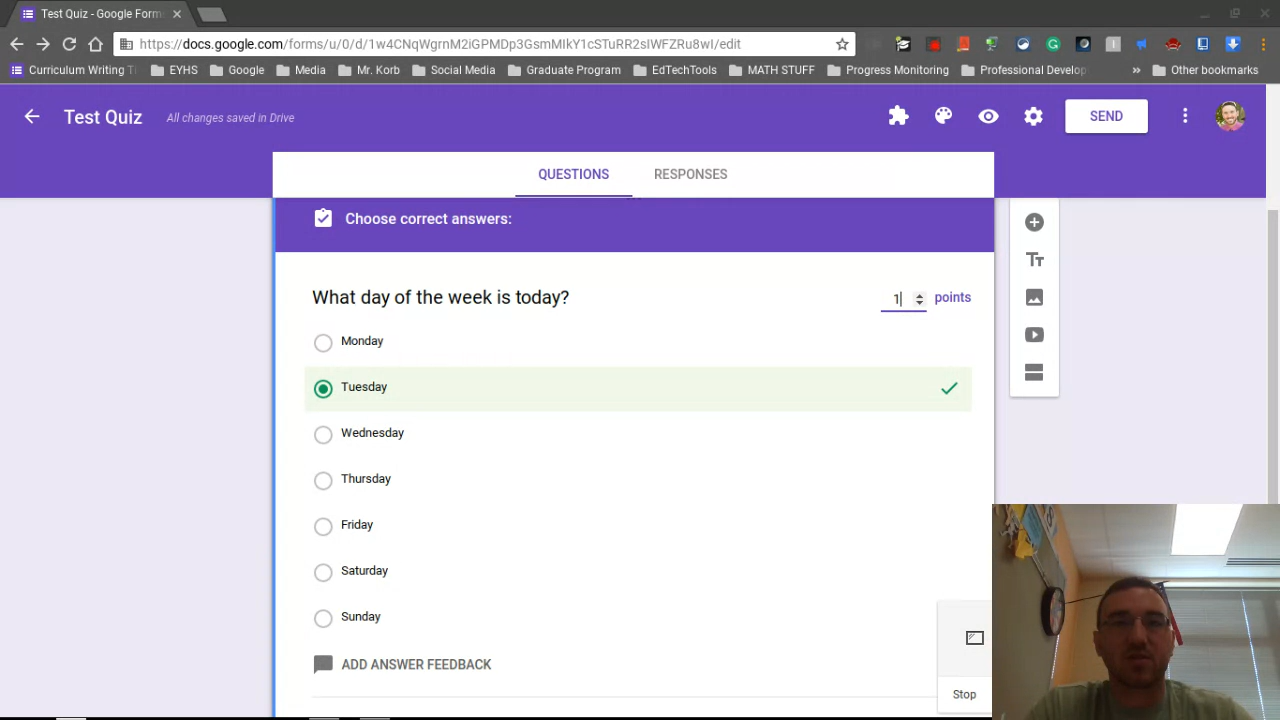 Test Quiz - Google Form
https://docs.google.com/forms/u/0/d/1w4CNqWgrnM2iGPMDp3GsmMIkY1cSTuRR2sIWFZRu8wI/edit
Curriculum Writing Ti
EYHS
Google
Media
Mr. Korb
Social Media
Graduate Program
EdTechTools
MATH STUFF
Progress Monitoring
Professional Develop
»
Other bookmarks
Test Quiz
All changes saved in Drive
SEND
QUESTIONS
RESPONSES
Choose correct answers:
What day of the week is today?
1
points
Monday
Tuesday
Wednesday
Thursday
Friday
Saturday
Sunday
ADD ANSWER FEEDBACK
Stop